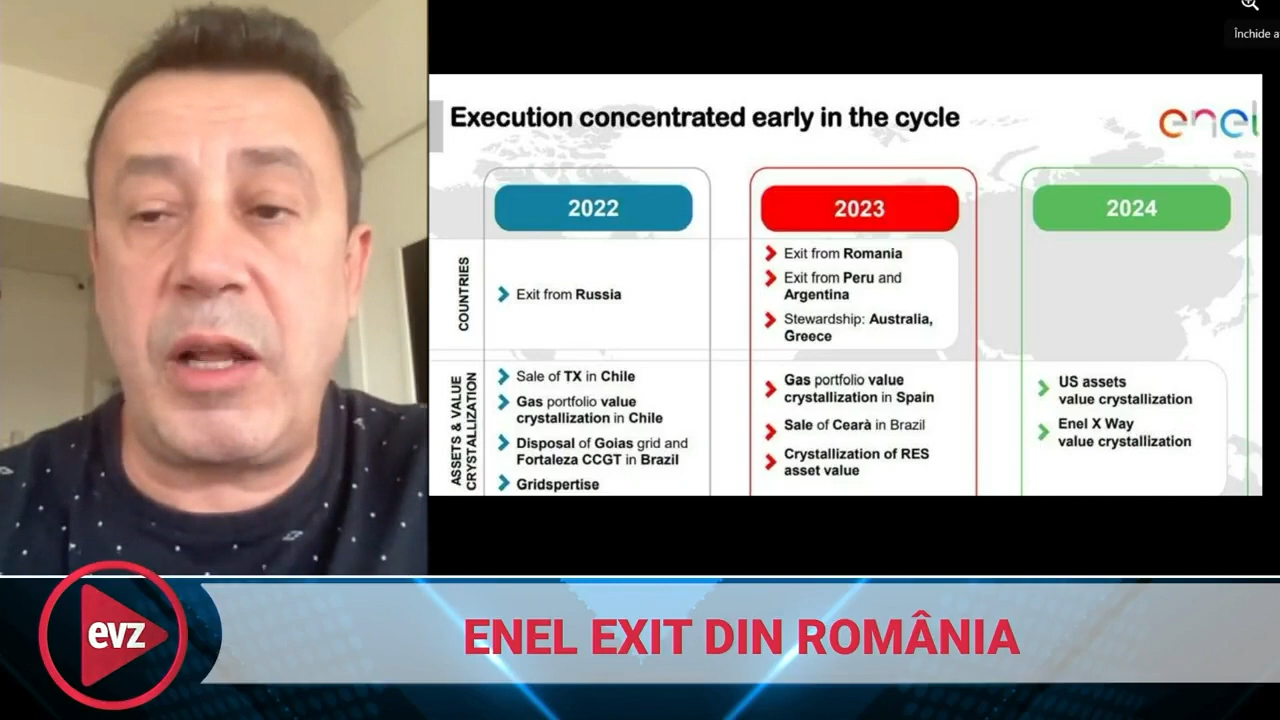 Închide a
Execution concentrated early in the cycle
enel
2022
2023
2024
COUNTRIES
Exit from Russia
Exit from Romania
Exit from Peru and
Argentina
Stewardship: Australia,
Greece
ASSETS & VALUE
CRYSTALLIZATION
Sale of TX in Chile
Gas portfolio value
crystallization in Chile
Disposal of Goias grid and
Fortaleza CCGT in Brazil
Gridspertise
Gas portfolio value
crystallization in Spain
Sale of Cearà in Brazil
Crystallization of RES
asset value
US assets
value crystallization
Enel X Way
value crystallization
evz
ENEL EXIT DIN ROMÂNIA